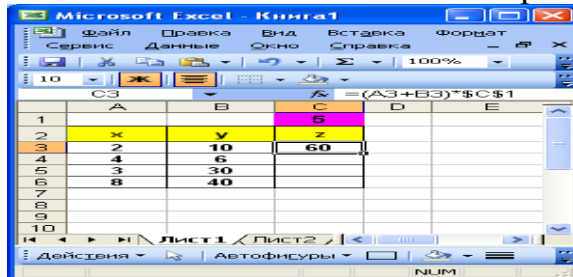 Microsoft Excel - Книга1
Файл Правка Вид Вставка Формат
Сервис Данные Окно Справка
Σ 100%
10 Ж
C3 fx =(A3+B3)*$C$1
A B C D E
1 5
2 x y z
3 2 10 60
4 4 6
5 3 30
6 8 40
7
8
9
10
Лист1 Лист2
Действия Автофигуры
NUM